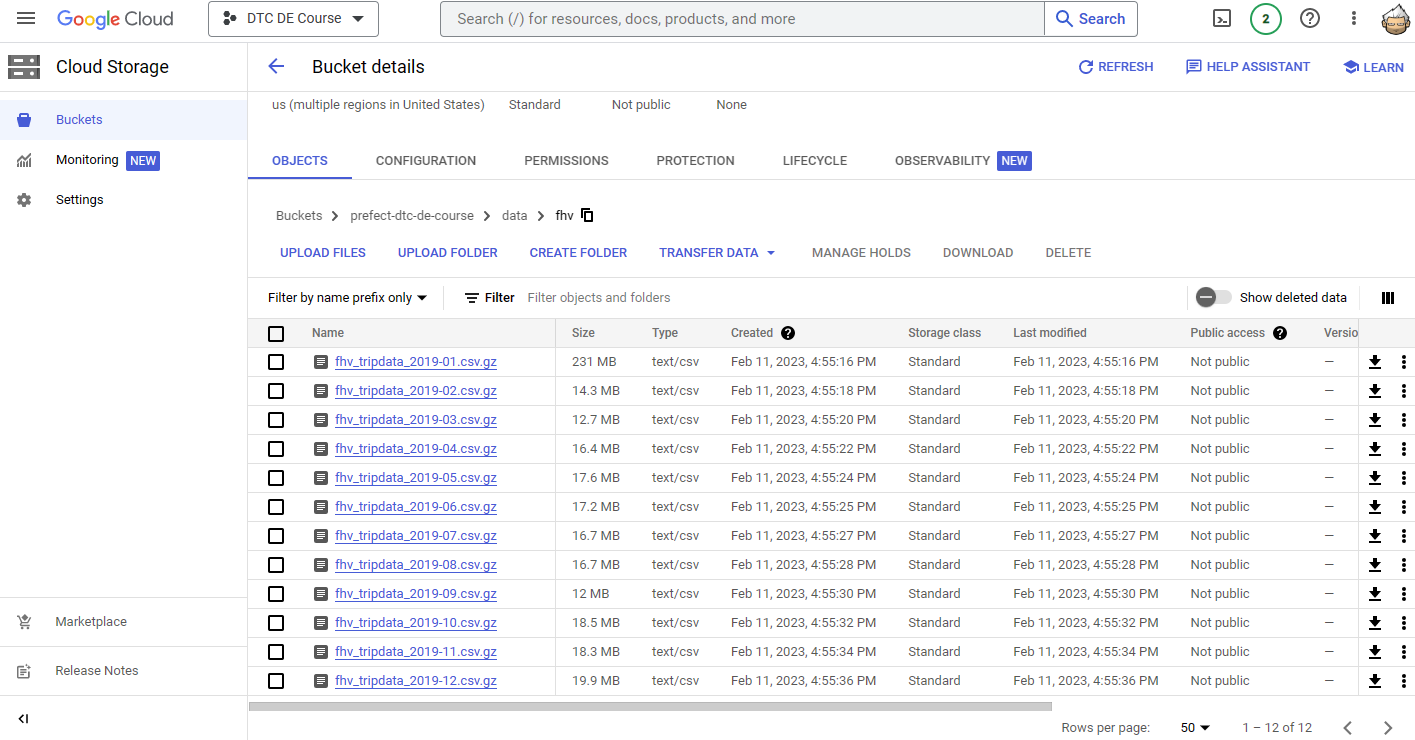 Google Cloud DTC DE Course Search (/) for resources, docs, products, and more Search 2
Cloud Storage
Buckets
Monitoring NEW
Settings
Marketplace
Release Notes
Bucket details REFRESH HELP ASSISTANT LEARN
us (multiple regions in United States) Standard Not public None
OBJECTS CONFIGURATION PERMISSIONS PROTECTION LIFECYCLE OBSERVABILITY NEW
Buckets prefect-dtc-de-course data fhv
UPLOAD FILES UPLOAD FOLDER CREATE FOLDER TRANSFER DATA MANAGE HOLDS DOWNLOAD DELETE
Filter by name prefix only Filter Filter objects and folders Show deleted data
Name Size Type Created Storage class Last modified Public access Versio
fhv_tripdata_2019-01.csv.gz 231 MB text/csv Feb 11, 2023, 4:55:16 PM Standard Feb 11, 2023, 4:55:16 PM Not public —
fhv_tripdata_2019-02.csv.gz 14.3 MB text/csv Feb 11, 2023, 4:55:18 PM Standard Feb 11, 2023, 4:55:18 PM Not public —
fhv_tripdata_2019-03.csv.gz 12.7 MB text/csv Feb 11, 2023, 4:55:20 PM Standard Feb 11, 2023, 4:55:20 PM Not public —
fhv_tripdata_2019-04.csv.gz 16.4 MB text/csv Feb 11, 2023, 4:55:22 PM Standard Feb 11, 2023, 4:55:22 PM Not public —
fhv_tripdata_2019-05.csv.gz 17.6 MB text/csv Feb 11, 2023, 4:55:24 PM Standard Feb 11, 2023, 4:55:24 PM Not public —
fhv_tripdata_2019-06.csv.gz 17.2 MB text/csv Feb 11, 2023, 4:55:25 PM Standard Feb 11, 2023, 4:55:25 PM Not public —
fhv_tripdata_2019-07.csv.gz 16.7 MB text/csv Feb 11, 2023, 4:55:27 PM Standard Feb 11, 2023, 4:55:27 PM Not public —
fhv_tripdata_2019-08.csv.gz 16.7 MB text/csv Feb 11, 2023, 4:55:28 PM Standard Feb 11, 2023, 4:55:28 PM Not public —
fhv_tripdata_2019-09.csv.gz 12 MB text/csv Feb 11, 2023, 4:55:30 PM Standard Feb 11, 2023, 4:55:30 PM Not public —
fhv_tripdata_2019-10.csv.gz 18.5 MB text/csv Feb 11, 2023, 4:55:32 PM Standard Feb 11, 2023, 4:55:32 PM Not public —
fhv_tripdata_2019-11.csv.gz 18.3 MB text/csv Feb 11, 2023, 4:55:34 PM Standard Feb 11, 2023, 4:55:34 PM Not public —
fhv_tripdata_2019-12.csv.gz 19.9 MB text/csv Feb 11, 2023, 4:55:36 PM Standard Feb 11, 2023, 4:55:36 PM Not public —
Rows per page: 50 1 – 12 of 12